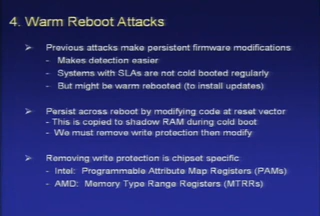 4. Warm Reboot Attacks
➢ Previous attacks make persistent firmware modifications
- Makes detection easier
- Systems with SLAs are not cold booted regularly
- But might be warm rebooted (to install updates)
➢ Persist across reboot by modifying code at reset vector
- This is copied to shadow RAM during cold boot
- We must remove write protection then modify
➢ Removing write protection is chipset specific
- Intel: Programmable Attribute Map Registers (PAMs)
- AMD: Memory Type Range Registers (MTRRs)